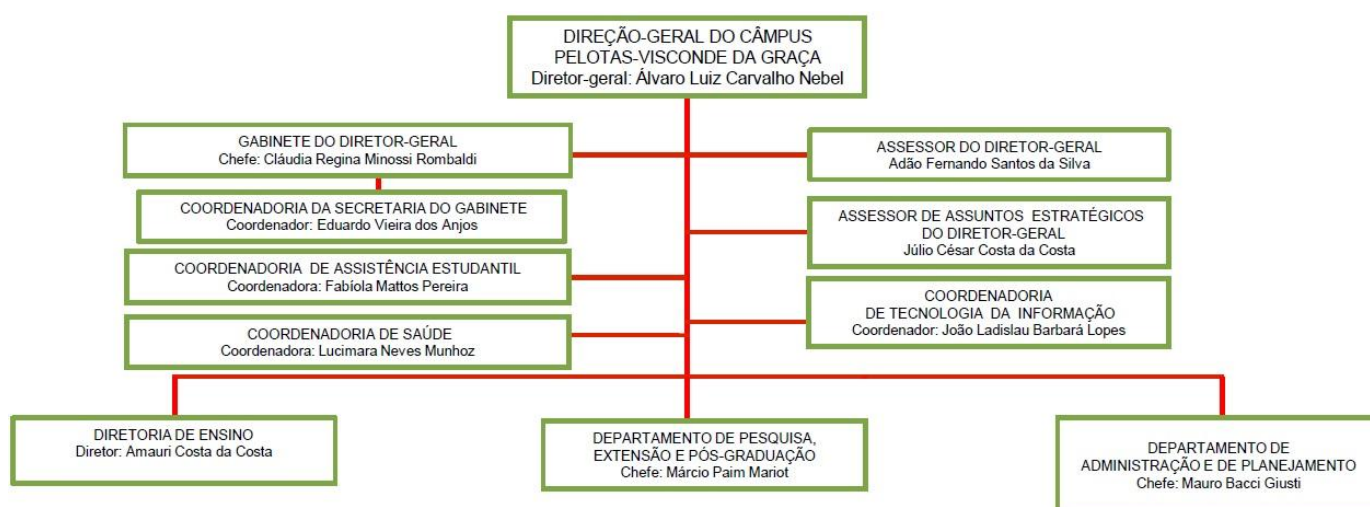 DIREÇÃO-GERAL DO CÂMPUS
PELOTAS-VISCONDE DA GRAÇA
Diretor-geral: Álvaro Luiz Carvalho Nebel
GABINETE DO DIRETOR-GERAL
Chefe: Cláudia Regina Minossi Rombaldi
ASSESSOR DO DIRETOR-GERAL
Adão Fernando Santos da Silva
COORDENADORIA DA SECRETARIA DO GABINETE
Coordenador: Eduardo Vieira dos Anjos
ASSESSOR DE ASSUNTOS ESTRATÉGICOS
DO DIRETOR-GERAL
Júlio César Costa da Costa
COORDENADORIA DE ASSISTÊNCIA ESTUDANTIL
Coordenadora: Fabíola Mattos Pereira
COORDENADORIA
DE TECNOLOGIA DA INFORMAÇÃO
Coordenador: João Ladislau Barbará Lopes
COORDENADORIA DE SAÚDE
Coordenadora: Lucimara Neves Munhoz
DIRETORIA DE ENSINO
Diretor: Amauri Costa da Costa
DEPARTAMENTO DE PESQUISA,
EXTENSÃO E PÓS-GRADUAÇÃO
Chefe: Márcio Paim Mariot
DEPARTAMENTO DE
ADMINISTRAÇÃO E DE PLANEJAMENTO
Chefe: Mauro Bacci Giusti